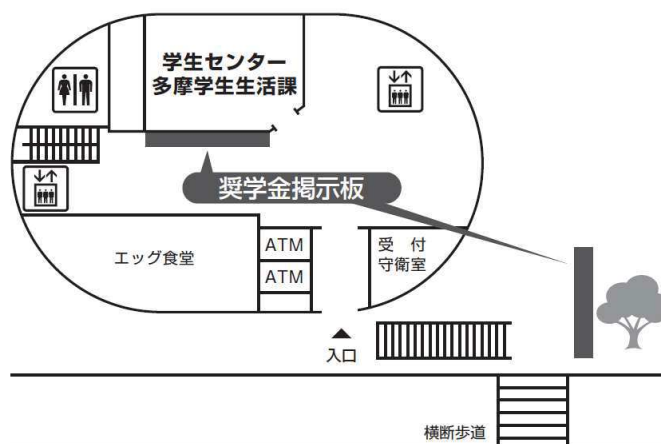 学生センター
多摩学生生活課
奨学金掲示板
エッグ食堂
ATM
ATM
受 付
守衛室
入口
横断歩道